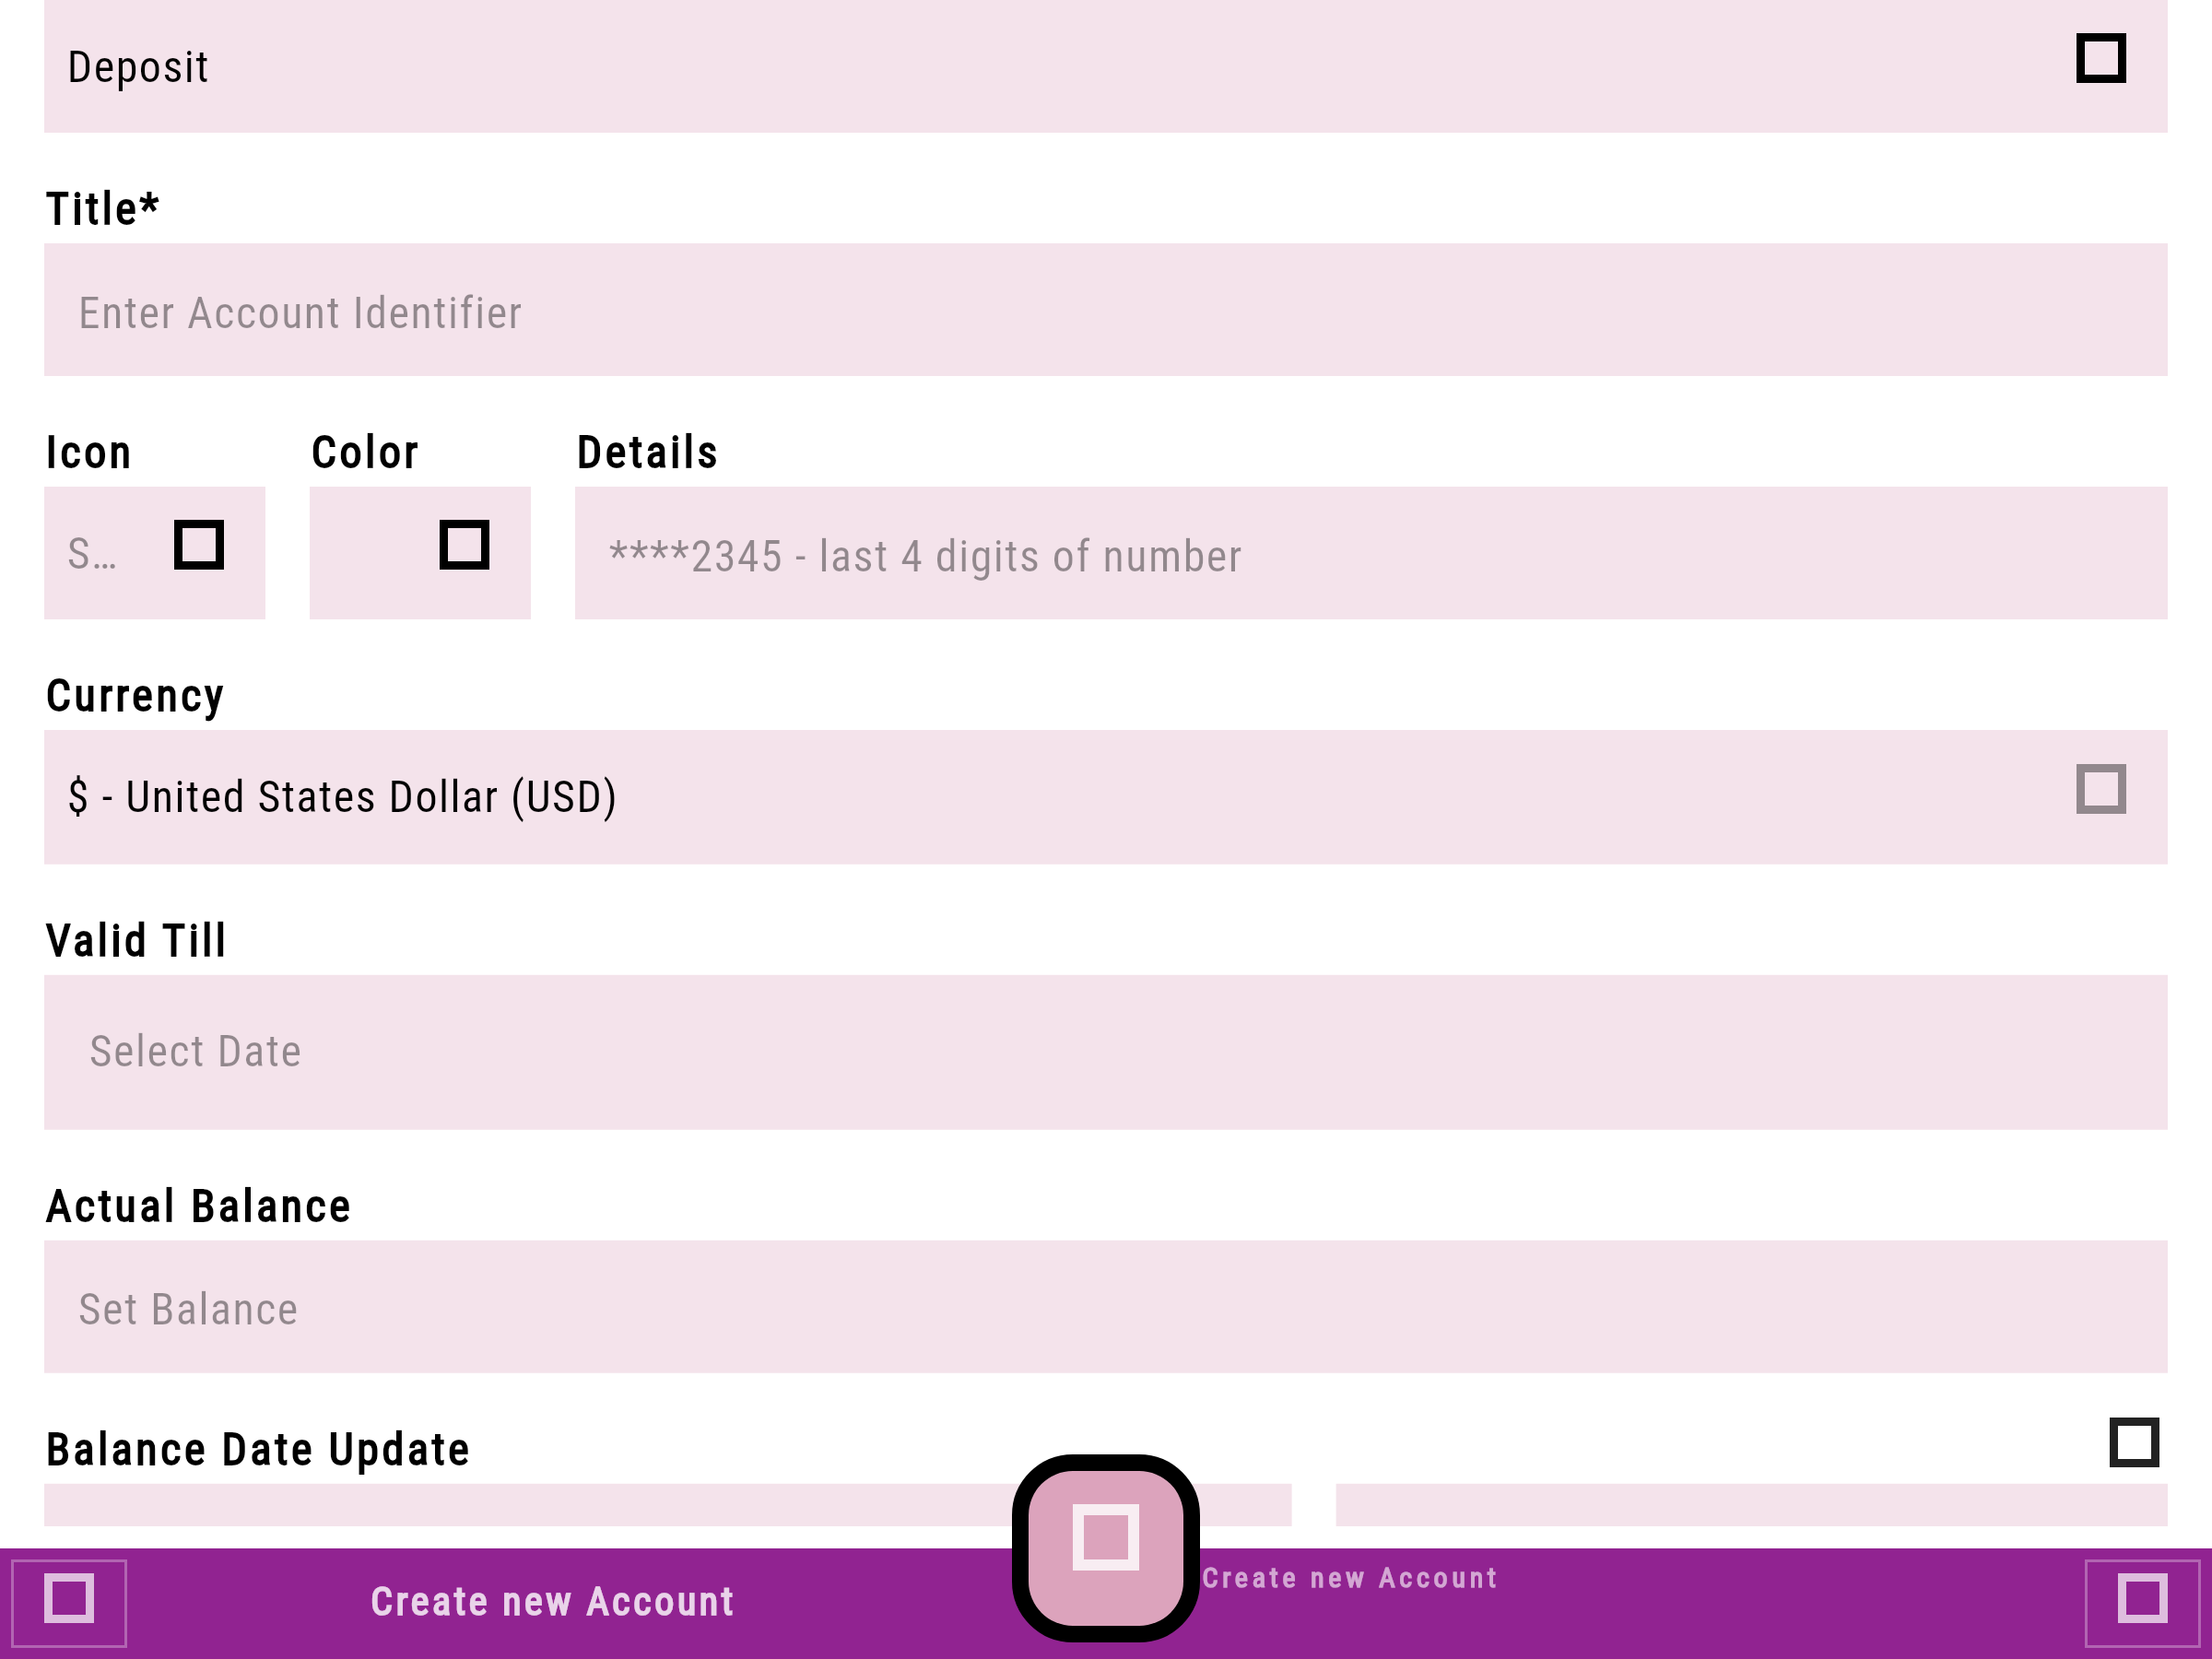 Deposit
Title*
Enter Account Identifier
Icon Color Details
S… ****2345 - last 4 digits of number
Currency
$ - United States Dollar (USD)
Valid Till
Select Date
Actual Balance
Set Balance
Balance Date Update
Create new Account
Create new Account